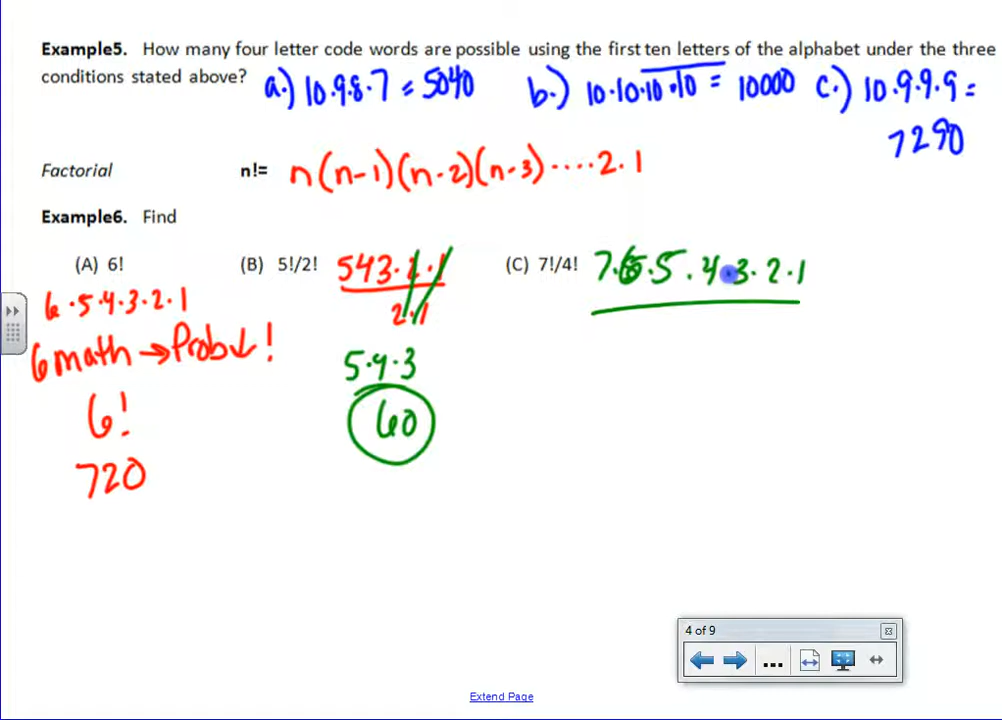 Example5. How many four letter code words are possible using the first ten letters of the alphabet under the three
conditions stated above? a.) 10.9.8.7 = 5040 b.) 10·10·10·10 = 10000 c.) 10.9.9.9 =
7290
Factorial n!= n(n-1)(n-2)(n-3)····2·1
Example6. Find
(A) 6! (B) 5!/2! 543·2·1 (C) 7!/4! 7·6·5·4·3·2·1
2·1
6·5·4·3·2·1
6 math → Prob ↓ !
5·4·3
6!
60
720
4 of 9
Extend Page